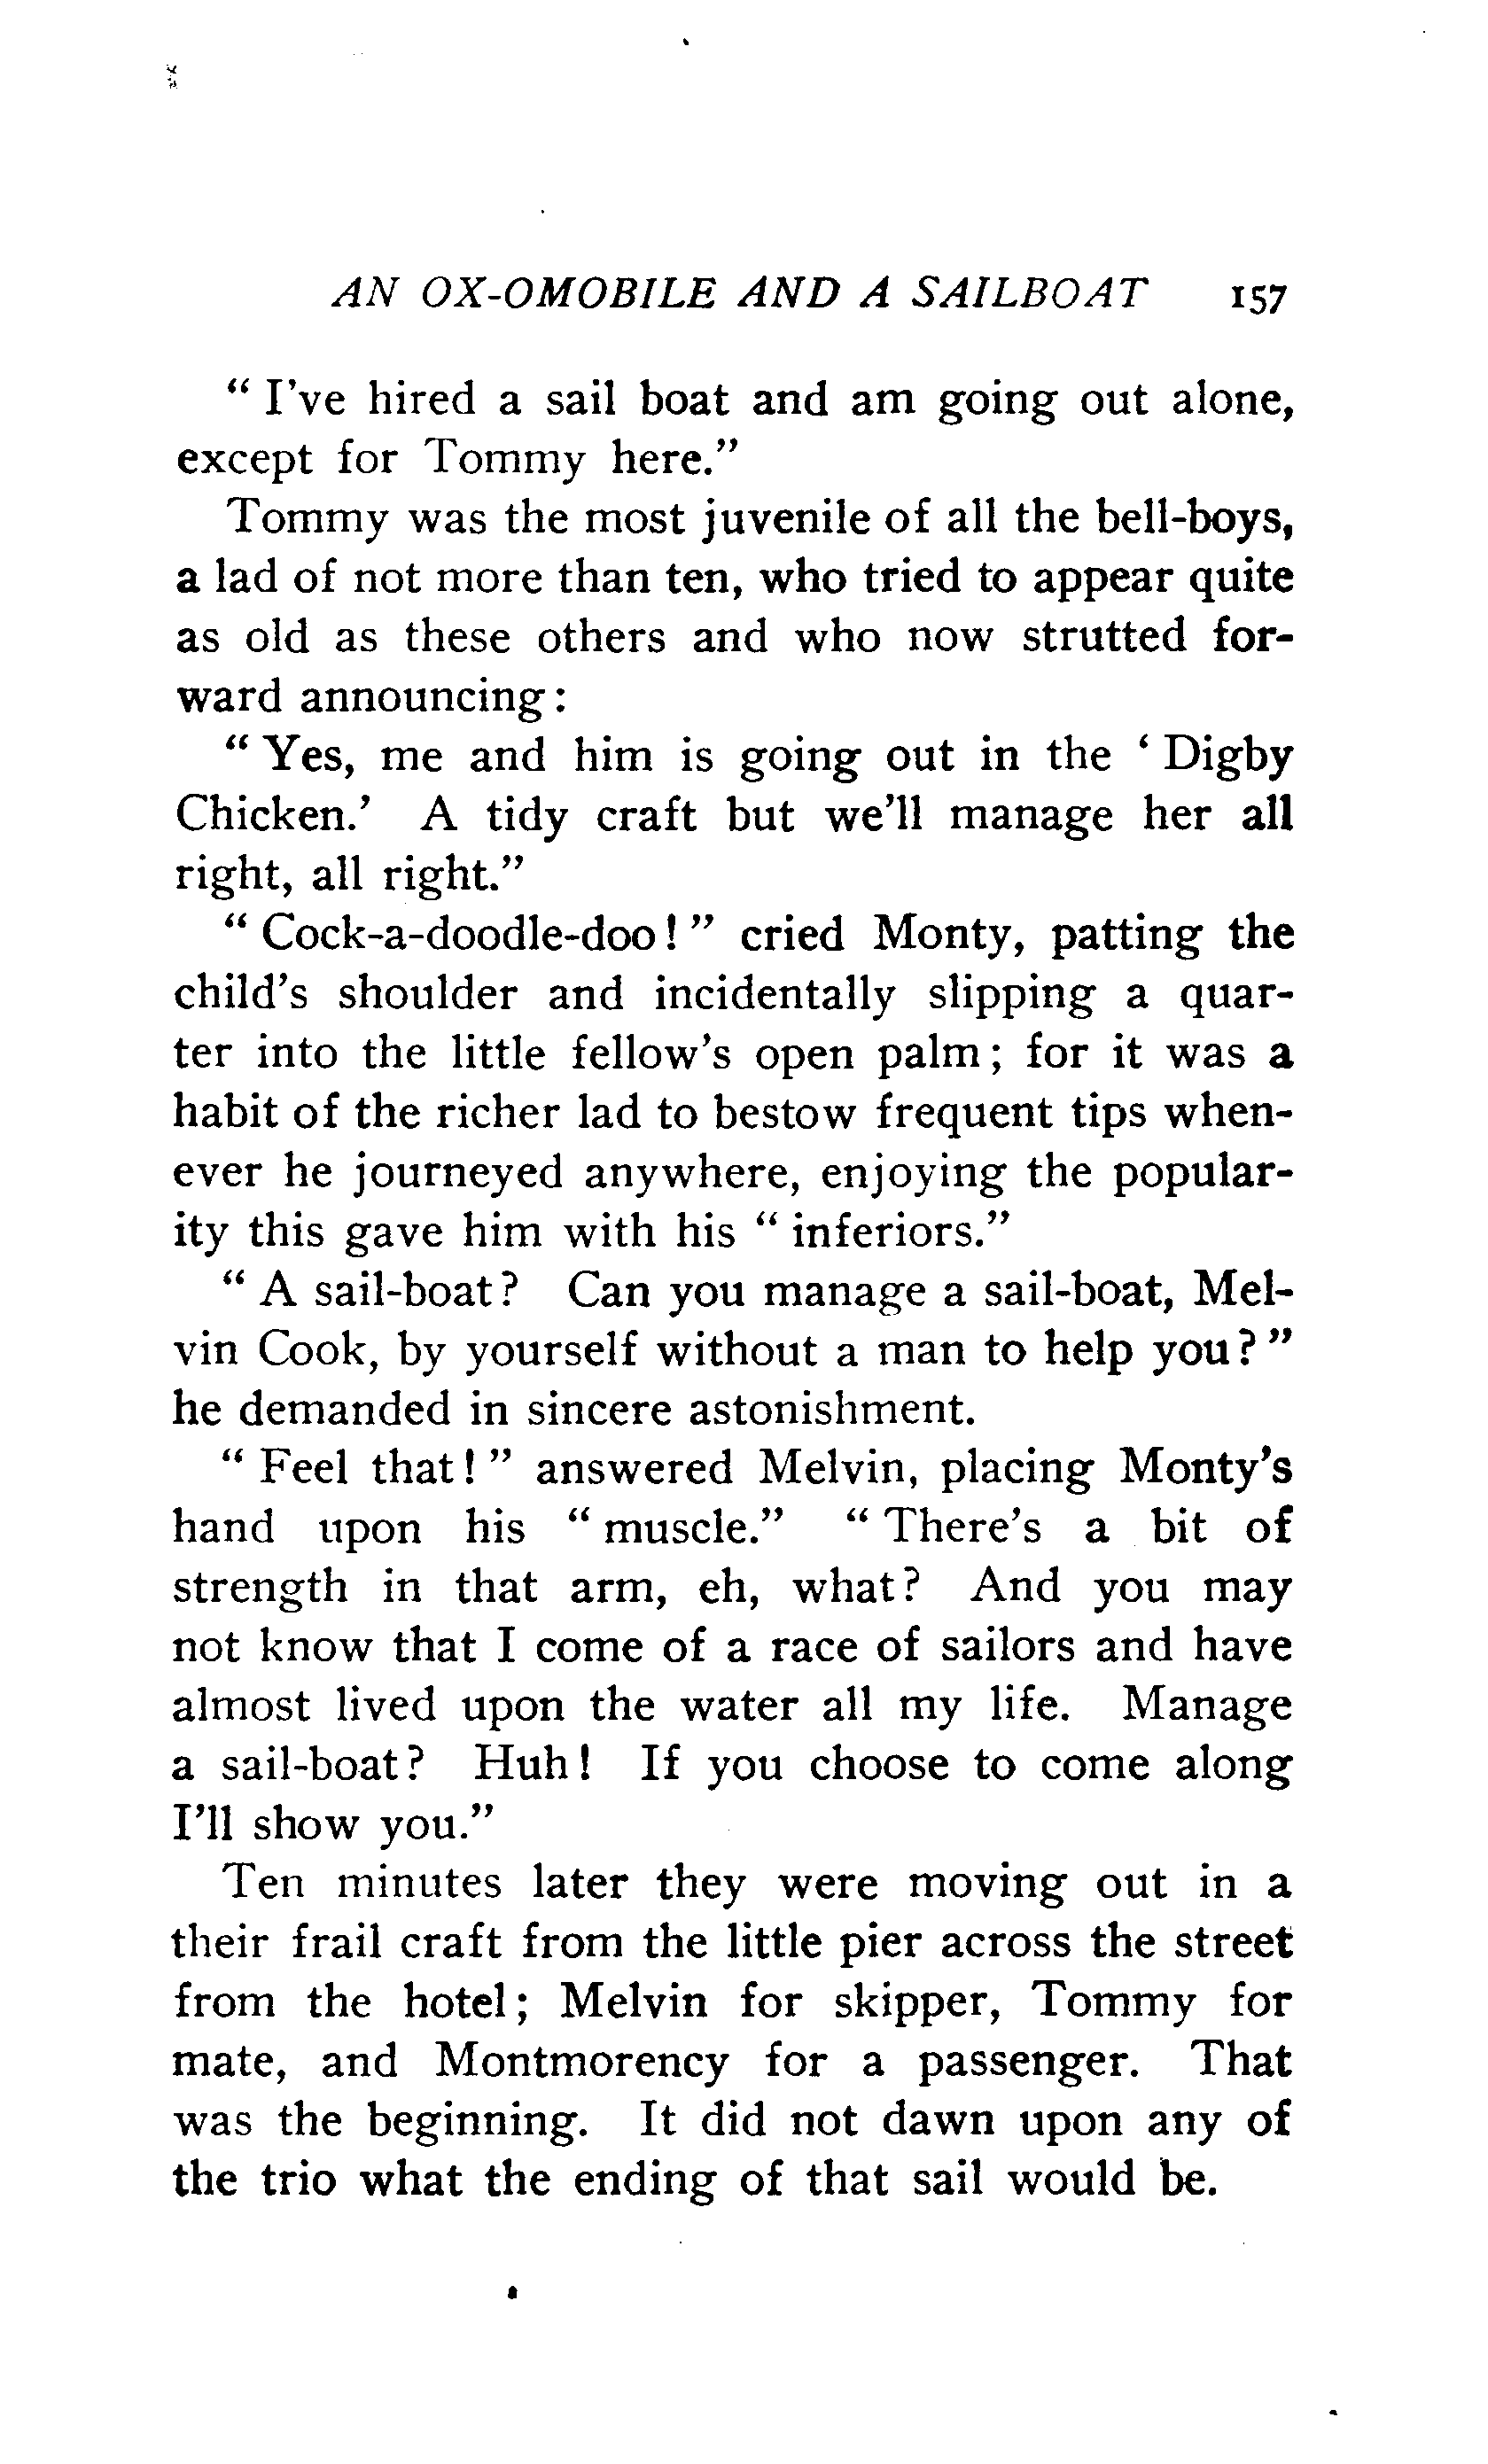 AN OX-OMOBILE AND A SAILBOAT 157
" I've hired a sail boat and am going out alone,
except for Tommy here."
Tommy was the most juvenile of all the bell-boys,
a lad of not more than ten, who tried to appear quite
as old as these others and who now strutted for-
ward announcing:
" Yes, me and him is going out in the ' Digby
Chicken.' A tidy craft but we'll manage her all
right, all right."
" Cock-a-doodle-doo! " cried Monty, patting the
child's shoulder and incidentally slipping a quar-
ter into the little fellow's open palm; for it was a
habit of the richer lad to bestow frequent tips when-
ever he journeyed anywhere, enjoying the popular-
ity this gave him with his " inferiors."
" A sail-boat? Can you manage a sail-boat, Mel-
vin Cook, by yourself without a man to help you? "
he demanded in sincere astonishment.
" Feel that! " answered Melvin, placing Monty's
hand upon his " muscle." " There's a bit of
strength in that arm, eh, what? And you may
not know that I come of a race of sailors and have
almost lived upon the water all my life. Manage
a sail-boat? Huh! If you choose to come along
I'll show you."
Ten minutes later they were moving out in a
their frail craft from the little pier across the street
from the hotel; Melvin for skipper, Tommy for
mate, and Montmorency for a passenger. That
was the beginning. It did not dawn upon any of
the trio what the ending of that sail would be.